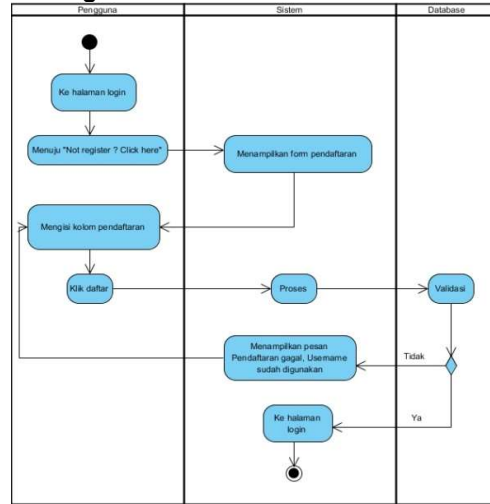 Pengguna
Sistem
Database
Ke halaman login
Menuju "Not register ? Click here"
Menampilkan form pendaftaran
Mengisi kolom pendaftaran
Klik daftar
Proses
Validasi
Menampilkan pesan
Pendaftaran gagal, Username
sudah digunakan
Tidak
Ke halaman
login
Ya